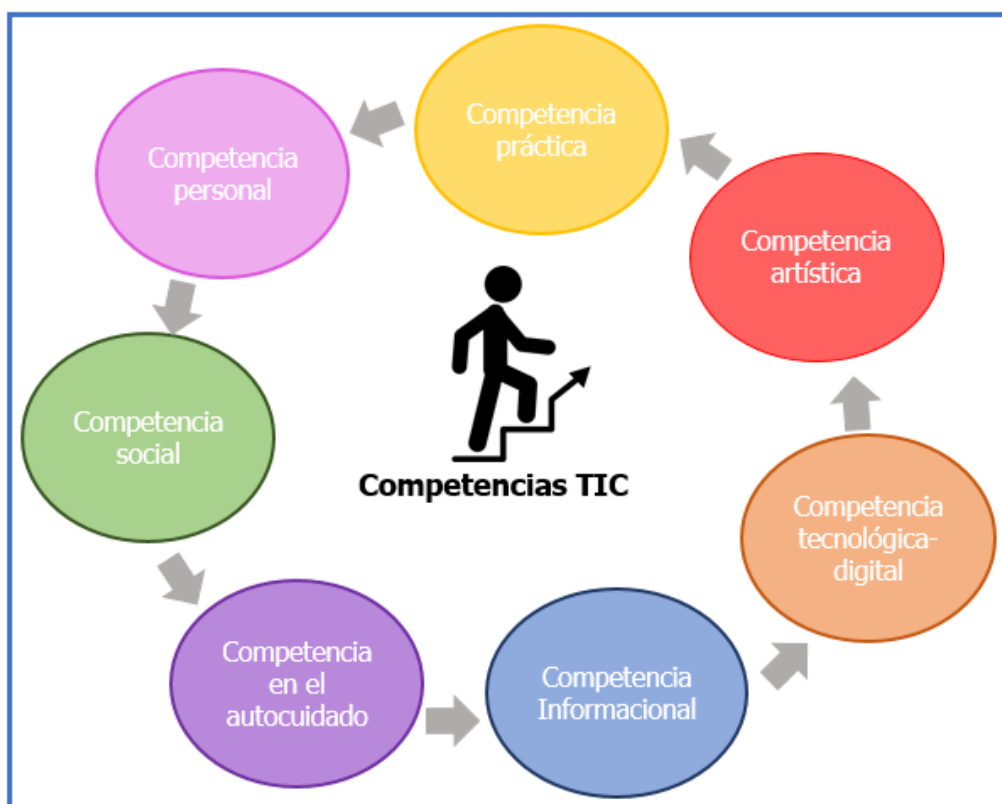 Competencia
práctica
Competencia
personal
Competencia
artística
Competencia
social
Competencias TIC
Competencia
tecnológica-
digital
Competencia
en el
autocuidado
Competencia
Informacional